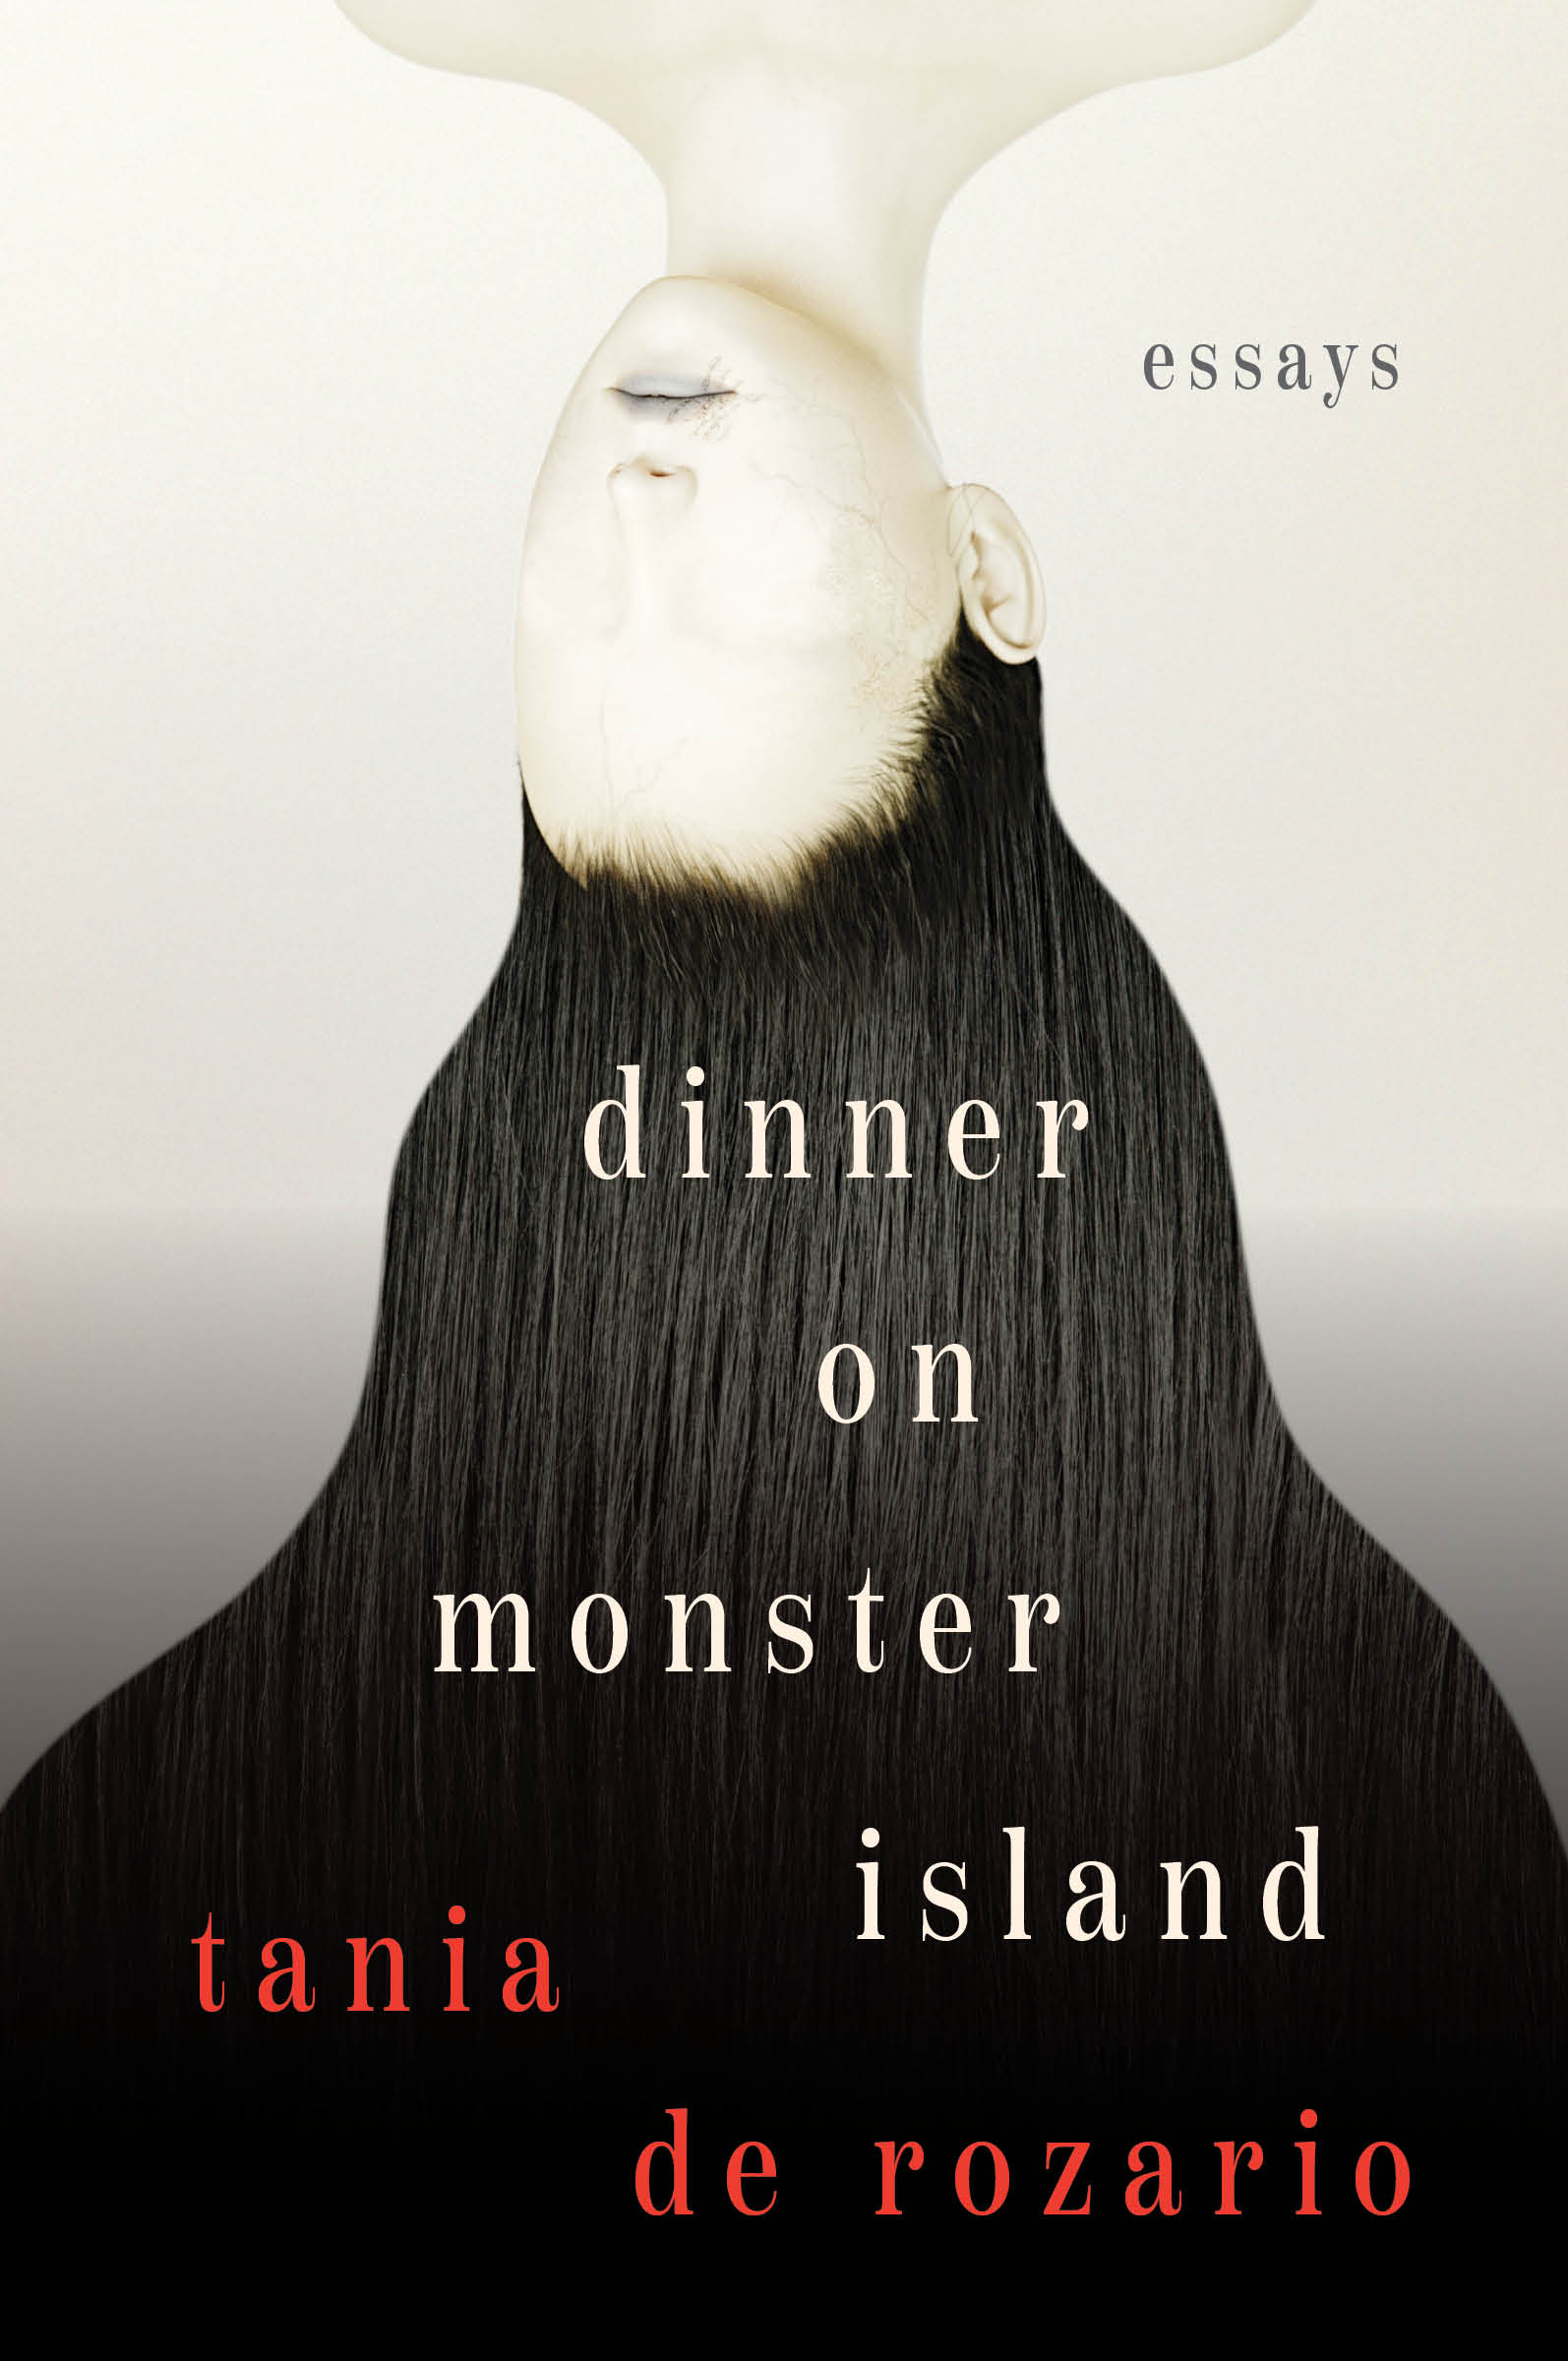 essays
dinner
on
monster
island
tania
de rozario